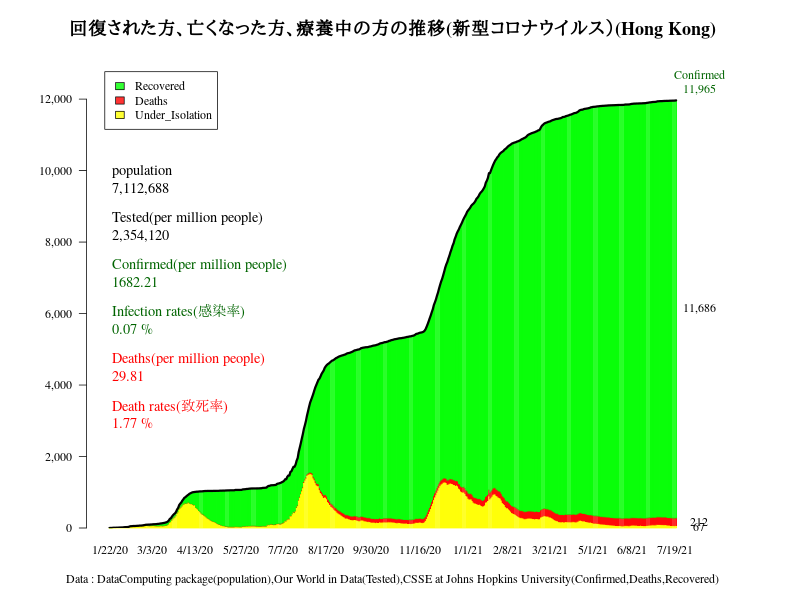 回復された方、亡くなった方、療養中の方の推移(新型コロナウイルス）(Hong Kong)
Confirmed
11,965
Recovered
Deaths
Under_Isolation
population
7,112,688
Tested(per million people)
2,354,120
Confirmed(per million people)
1682.21
Infection rates(感染率)
0.07 %
Deaths(per million people)
29.81
Death rates(致死率)
1.77 %
12,000
10,000
8,000
6,000
4,000
2,000
0
11,686
212
67
1/22/20 3/3/20 4/13/20 5/27/20 7/7/20 8/17/20 9/30/20 11/16/20 1/1/21 2/8/21 3/21/21 5/1/21 6/8/21 7/19/21
Data : DataComputing package(population),Our World in Data(Tested),CSSE at Johns Hopkins University(Confirmed,Deaths,Recovered)